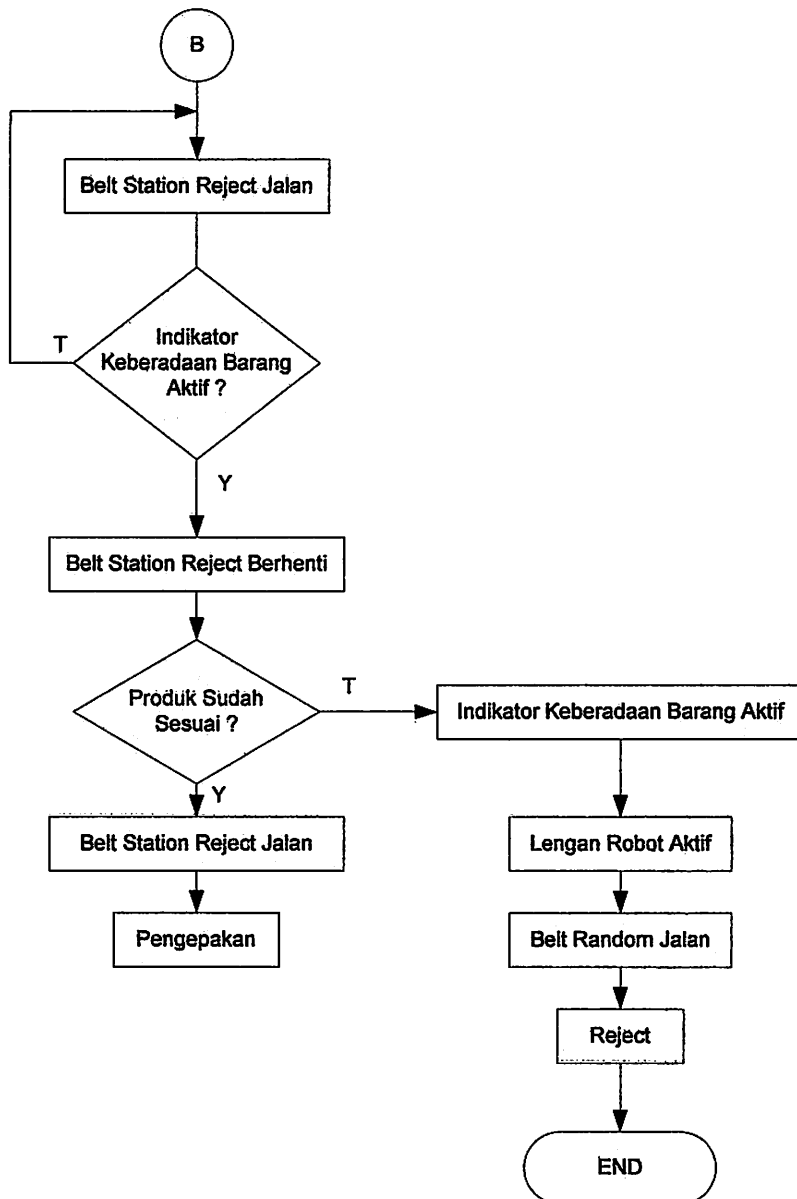 B
Belt Station Reject Jalan
T
Indikator
Keberadaan Barang
Aktif ?
Y
Belt Station Reject Berhenti
Produk Sudah
Sesuai ?
T
Indikator Keberadaan Barang Aktif
Y
Belt Station Reject Jalan
Lengan Robot Aktif
Pengepakan
Belt Random Jalan
Reject
END